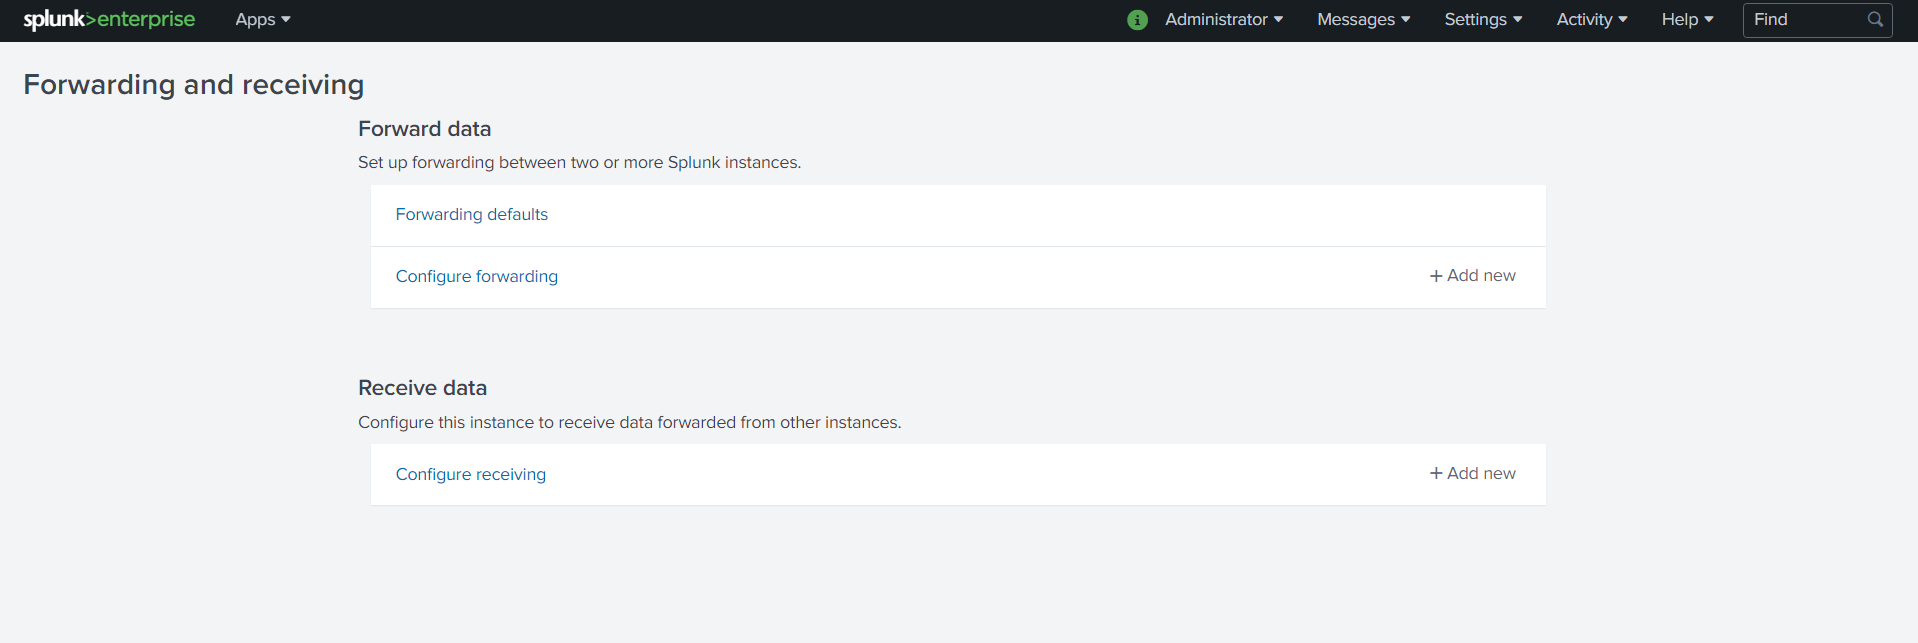 splunk>enterprise Apps Administrator Messages Settings Activity Help Find
Forwarding and receiving
Forward data
Set up forwarding between two or more Splunk instances.
Forwarding defaults
Configure forwarding + Add new
Receive data
Configure this instance to receive data forwarded from other instances.
Configure receiving + Add new